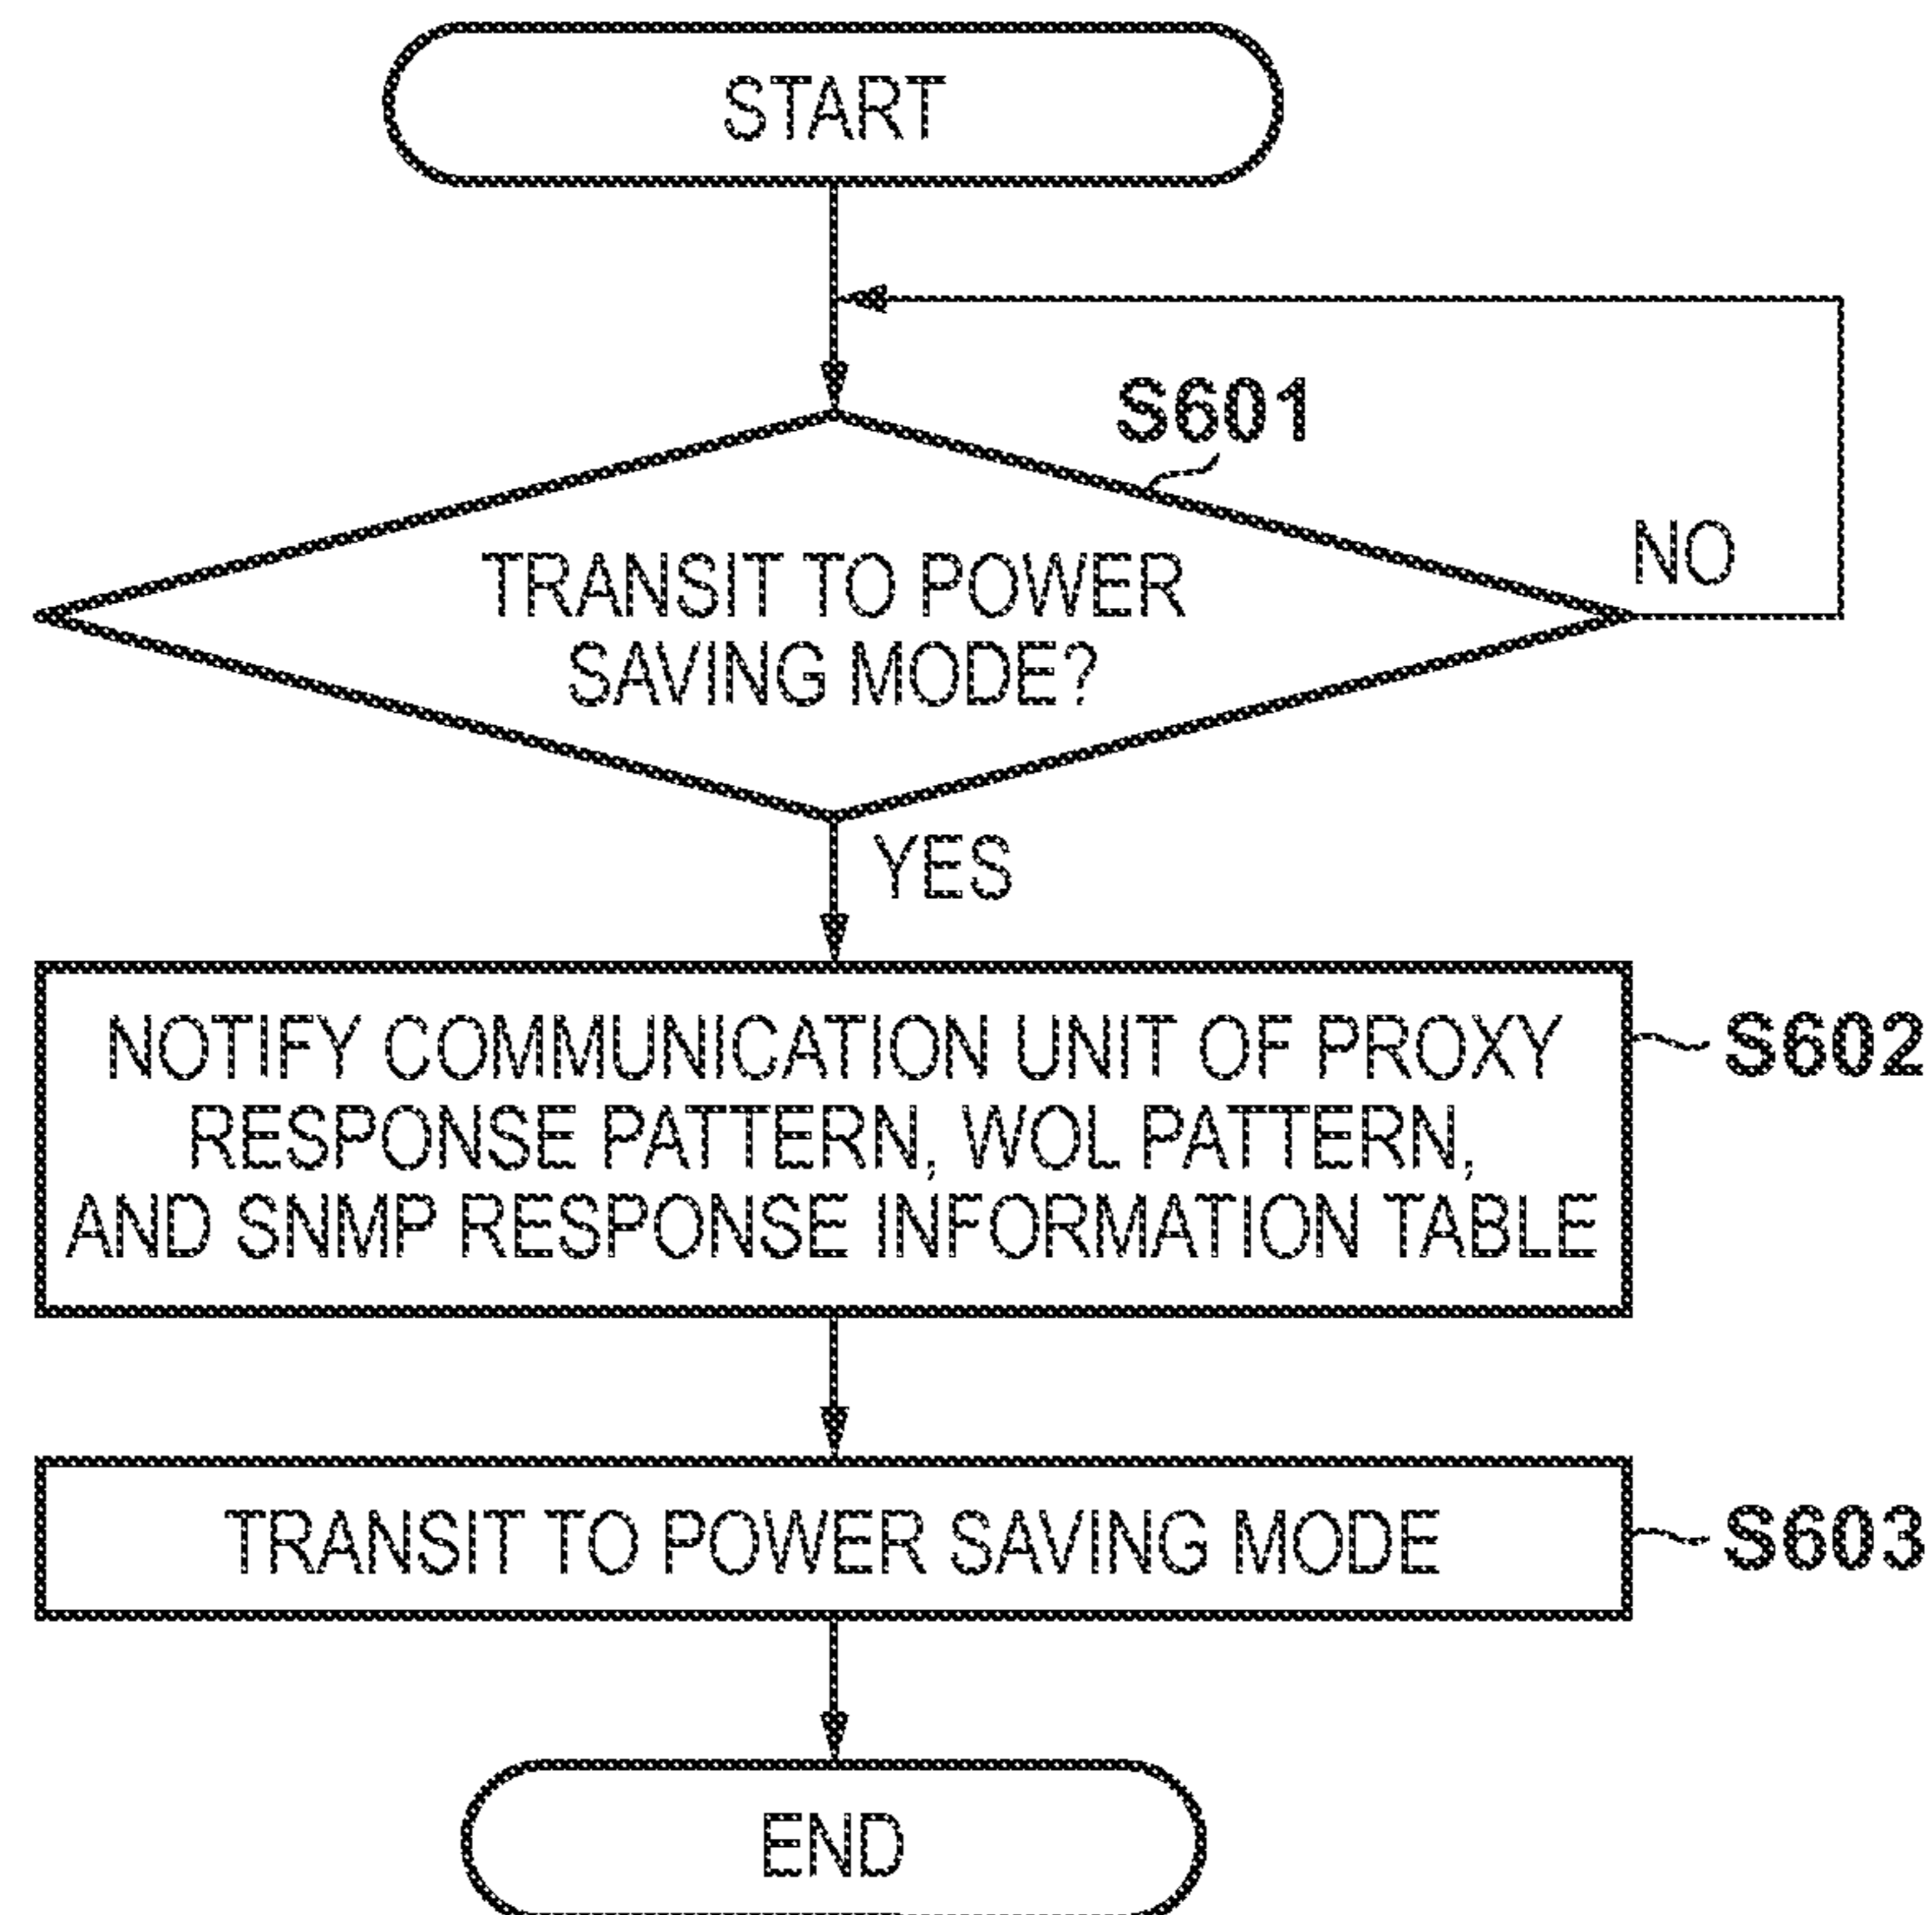 START
S601
TRANSIT TO POWER
SAVING MODE?
NO
YES
NOTIFY COMMUNICATION UNIT OF PROXY
RESPONSE PATTERN, WOL PATTERN,
AND SNMP RESPONSE INFORMATION TABLE
S602
TRANSIT TO POWER SAVING MODE
S603
END